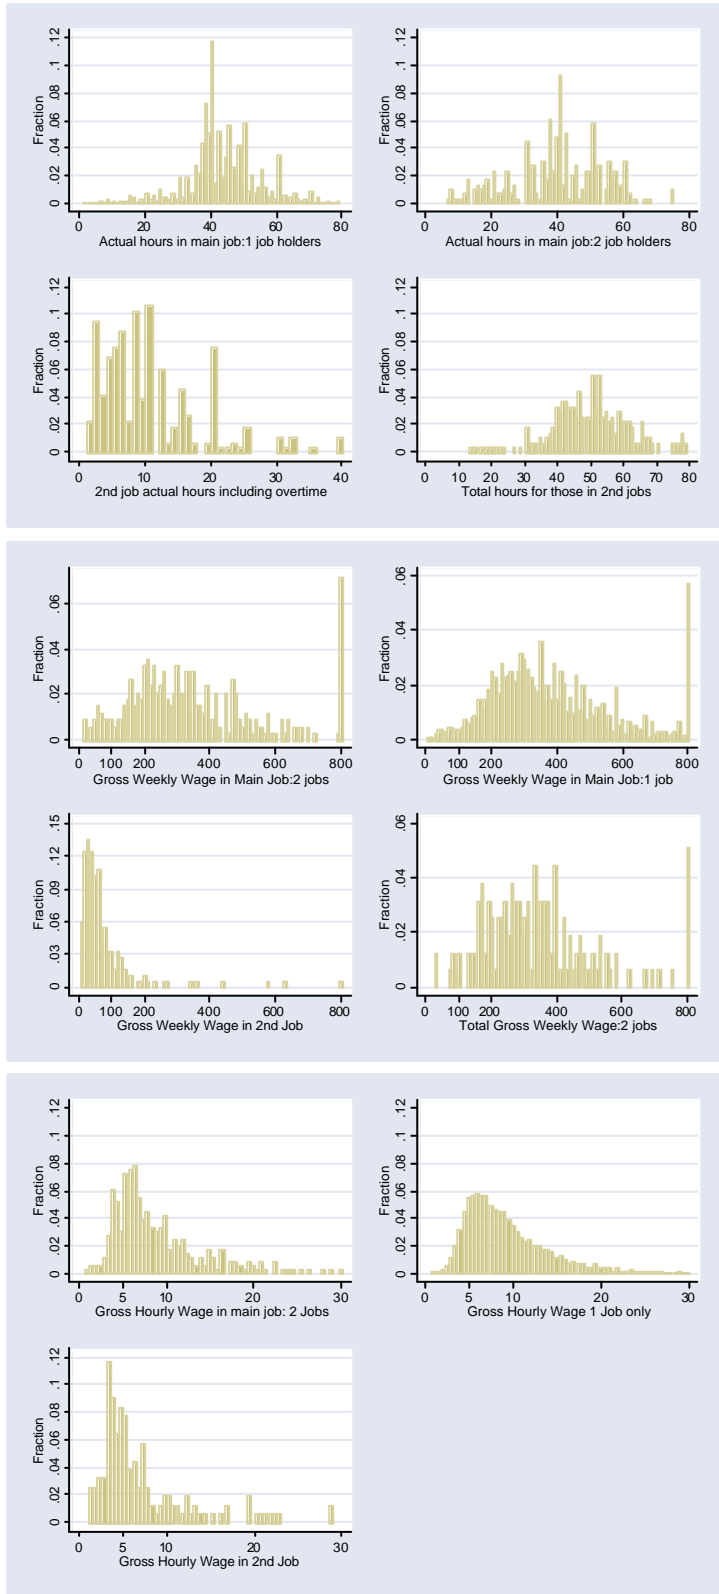 Fraction
0 .02 .04 .06 .08 .1 .12
0 20 40 60 80
Actual hours in main job:1 job holders
Fraction
0 .02 .04 .06 .08 .1 .12
0 20 40 60 80
Actual hours in main job:2 job holders
Fraction
0 .02 .04 .06 .08 .1 .12
0 10 20 30 40
2nd job actual hours including overtime
Fraction
0 .02 .04 .06 .08 .1 .12
0 10 20 30 40 50 60 70 80
Total hours for those in 2nd jobs
Fraction
0 .02 .04 .06
0 100 200 400 600 800
Gross Weekly Wage in Main Job:2 jobs
Fraction
0 .02 .04 .06
0 100 200 400 600 800
Gross Weekly Wage in Main Job:1 job
Fraction
0 .03 .06 .09 .12 .15
0 100 200 400 600 800
Gross Weekly Wage in 2nd Job
Fraction
0 .02 .04 .06
0 100 200 400 600 800
Total Gross Weekly Wage:2 jobs
Fraction
0 .02 .04 .06 .08 .1 .12
0 5 10 20 30
Gross Hourly Wage in main job: 2 Jobs
Fraction
0 .02 .04 .06 .08 .1 .12
0 5 10 20 30
Gross Hourly Wage 1 Job only
Fraction
0 .02 .04 .06 .08 .1 .12
0 5 10 20 30
Gross Hourly Wage in 2nd Job